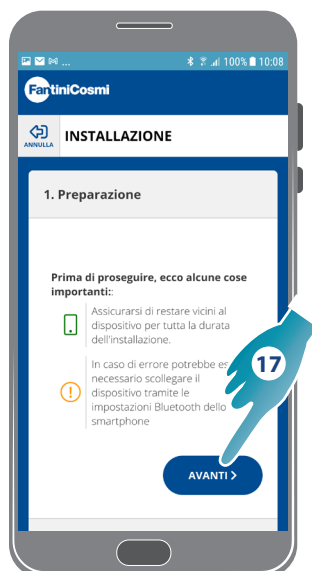 ... 100% 10:08
FantiniCosmi
ANNULLA
INSTALLAZIONE
1. Preparazione
Prima di proseguire, ecco alcune cose
importanti::
Assicurarsi di restare vicini al
dispositivo per tutta la durata
dell'installazione.
In caso di errore potrebbe es
necessario scollegare il
dispositivo tramite le
impostazioni Bluetooth dello
smartphone
17
AVANTI >